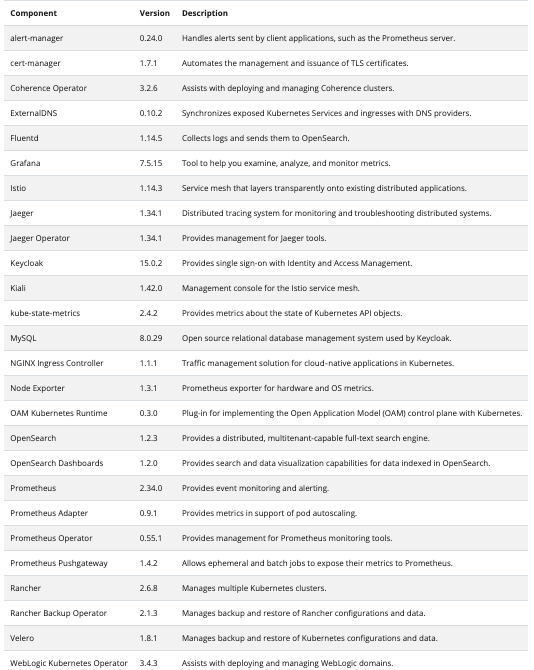 Component Version Description
alert-manager 0.24.0 Handles alerts sent by client applications, such as the Prometheus server.
cert-manager 1.7.1 Automates the management and issuance of TLS certificates.
Coherence Operator 3.2.6 Assists with deploying and managing Coherence clusters.
ExternalDNS 0.10.2 Synchronizes exposed Kubernetes Services and ingresses with DNS providers.
Fluentd 1.14.5 Collects logs and sends them to OpenSearch.
Grafana 7.5.15 Tool to help you examine, analyze, and monitor metrics.
Istio 1.14.3 Service mesh that layers transparently onto existing distributed applications.
Jaeger 1.34.1 Distributed tracing system for monitoring and troubleshooting distributed systems.
Jaeger Operator 1.34.1 Provides management for Jaeger tools.
Keycloak 15.0.2 Provides single sign-on with Identity and Access Management.
Kiali 1.42.0 Management console for the Istio service mesh.
kube-state-metrics 2.4.2 Provides metrics about the state of Kubernetes API objects.
MySQL 8.0.29 Open source relational database management system used by Keycloak.
NGINX Ingress Controller 1.1.1 Traffic management solution for cloud-native applications in Kubernetes.
Node Exporter 1.3.1 Prometheus exporter for hardware and OS metrics.
OAM Kubernetes Runtime 0.3.0 Plug-in for implementing the Open Application Model (OAM) control plane with Kubernetes.
OpenSearch 1.2.3 Provides a distributed, multitenant-capable full-text search engine.
OpenSearch Dashboards 1.2.0 Provides search and data visualization capabilities for data indexed in OpenSearch.
Prometheus 2.34.0 Provides event monitoring and alerting.
Prometheus Adapter 0.9.1 Provides metrics in support of pod autoscaling.
Prometheus Operator 0.55.1 Provides management for Prometheus monitoring tools.
Prometheus Pushgateway 1.4.2 Allows ephemeral and batch jobs to expose their metrics to Prometheus.
Rancher 2.6.8 Manages multiple Kubernetes clusters.
Rancher Backup Operator 2.1.3 Manages backup and restore of Rancher configurations and data.
Velero 1.8.1 Manages backup and restore of Kubernetes configurations and data.
WebLogic Kubernetes Operator 3.4.3 Assists with deploying and managing WebLogic domains.